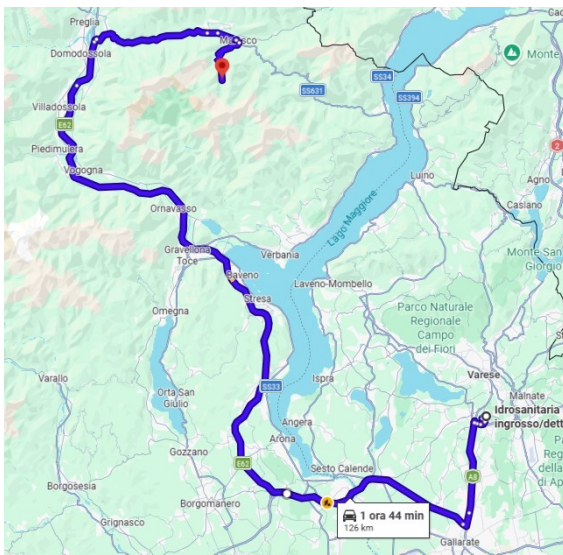 Preglia
Domodossola
Cad
Monte
SS34
SS394
SS631
Villadossola
E62
Piedimulera
Vogogna
2
Agno
Luino
Caslano
Ornavasso
Lago Maggiore
Monte San
Giorgio
Gravellona
Toce
Verbania
Baveno
Laveno-Mombello
Stresa
Parco Naturale
Regionale
Campo
dei Fiori
Omegna
Varese
Malnate
Varallo
Orta San
Giulio
SS33
Ispra
Idrosanitaria
ingrosso/dett
Angera
Arona
Gozzano
E62
Sesto Calende
A8
Borgosesia
Borgomanero
Grignasco
1 ora 44 min
126 km
Gallarate